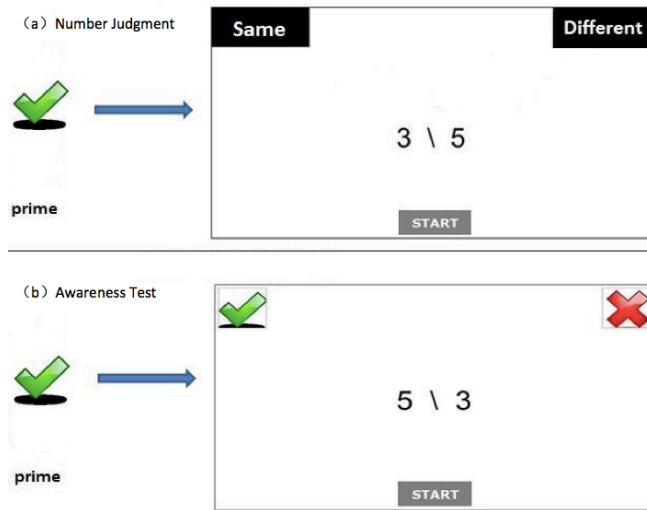 （a）Number Judgment
Same
Different
3 \ 5
prime
START
（b）Awareness Test
5 \ 3
prime
START